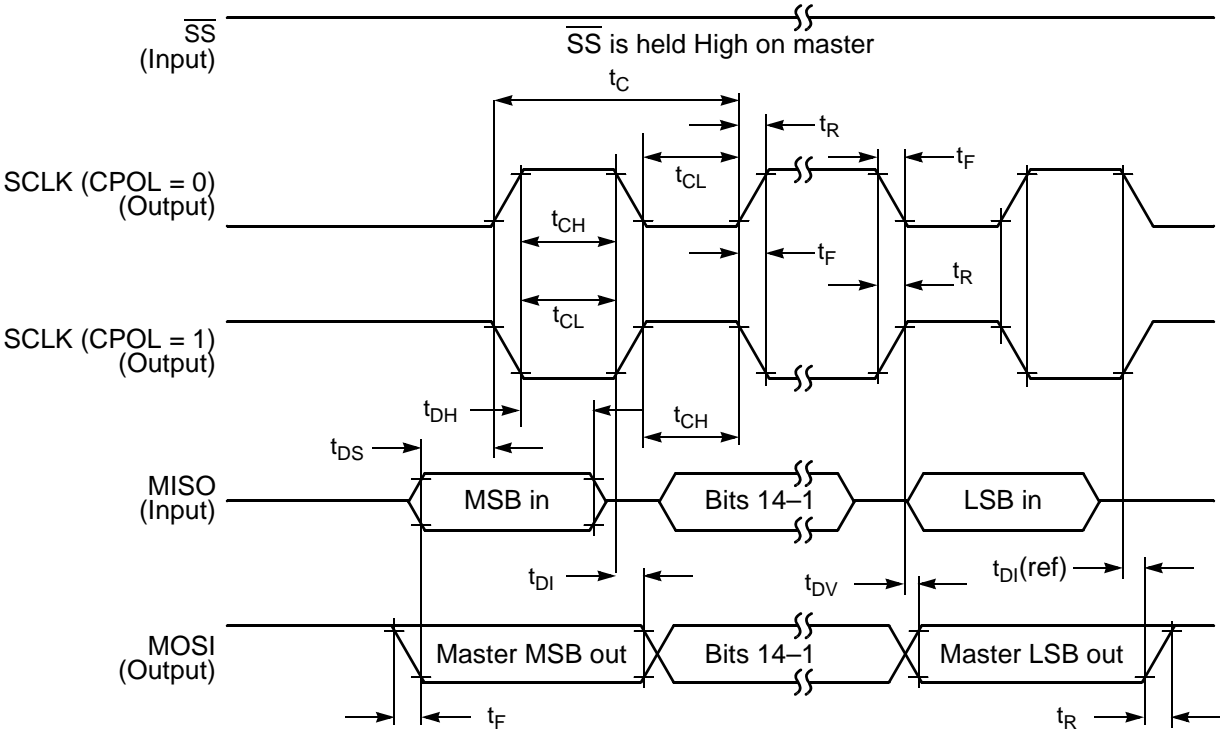 SS
(Input)
SS is held High on master
tC
tR
tF
SCLK (CPOL = 0)
(Output)
tCL
tCH
tF
tR
tCL
SCLK (CPOL = 1)
(Output)
tDH
tCH
tDS
MISO
(Input)
MSB in
Bits 14–1
LSB in
tDI
tDV
tDI(ref)
MOSI
(Output)
Master MSB out
Bits 14–1
Master LSB out
tF
tR